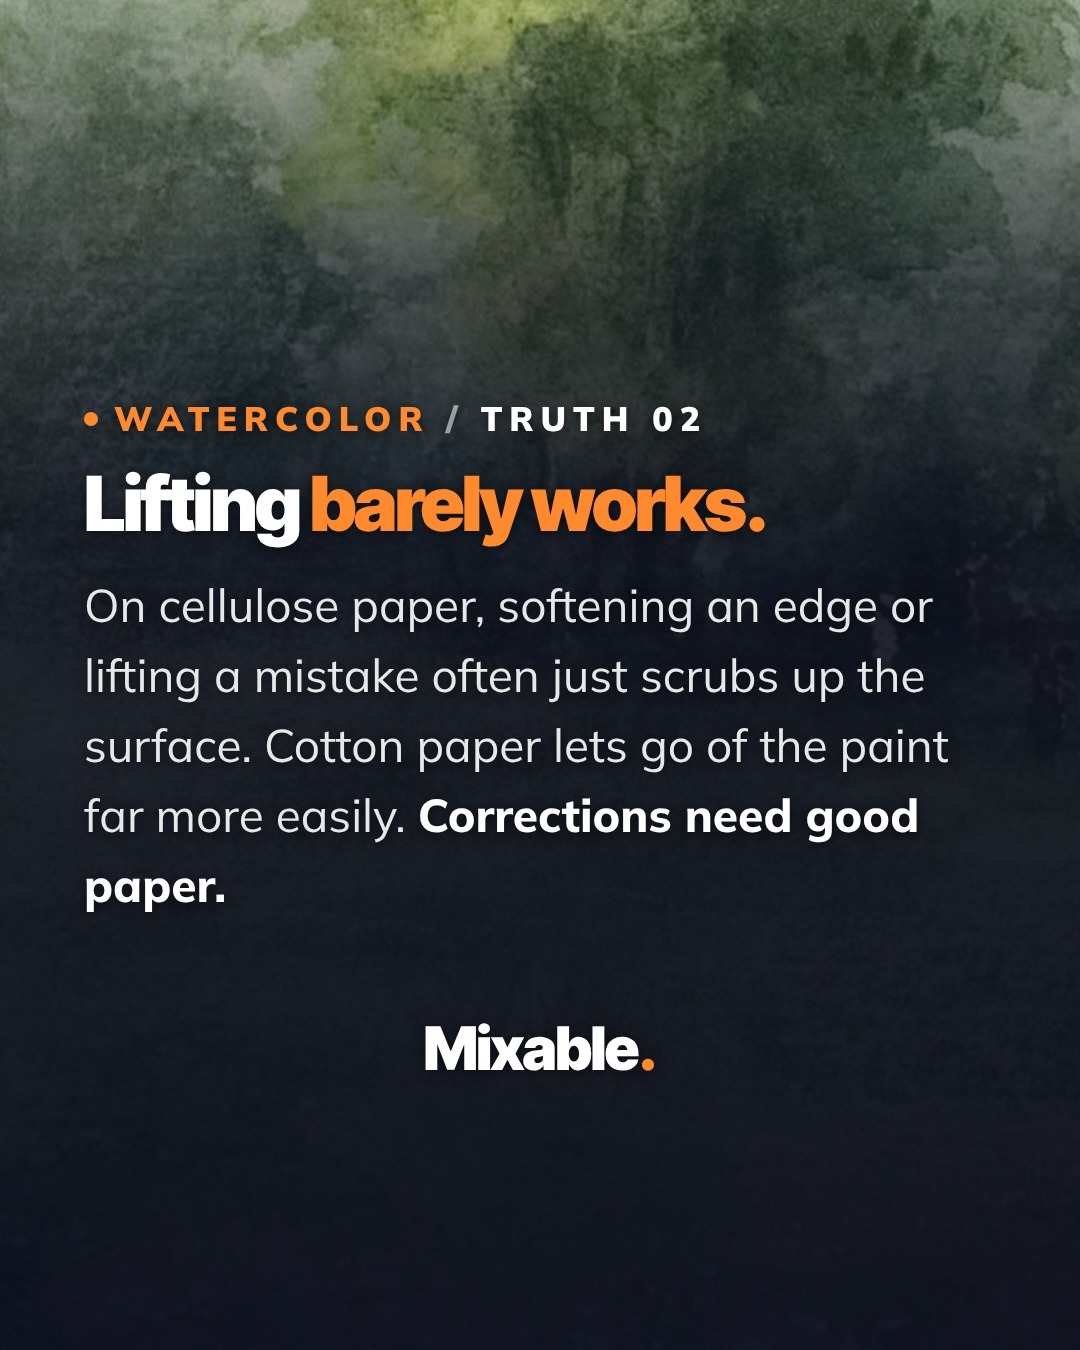 • WATERCOLOR / TRUTH 02
Lifting barely works.
On cellulose paper, softening an edge or
lifting a mistake often just scrubs up the
surface. Cotton paper lets go of the paint
far more easily. Corrections need good
paper.
Mixable.